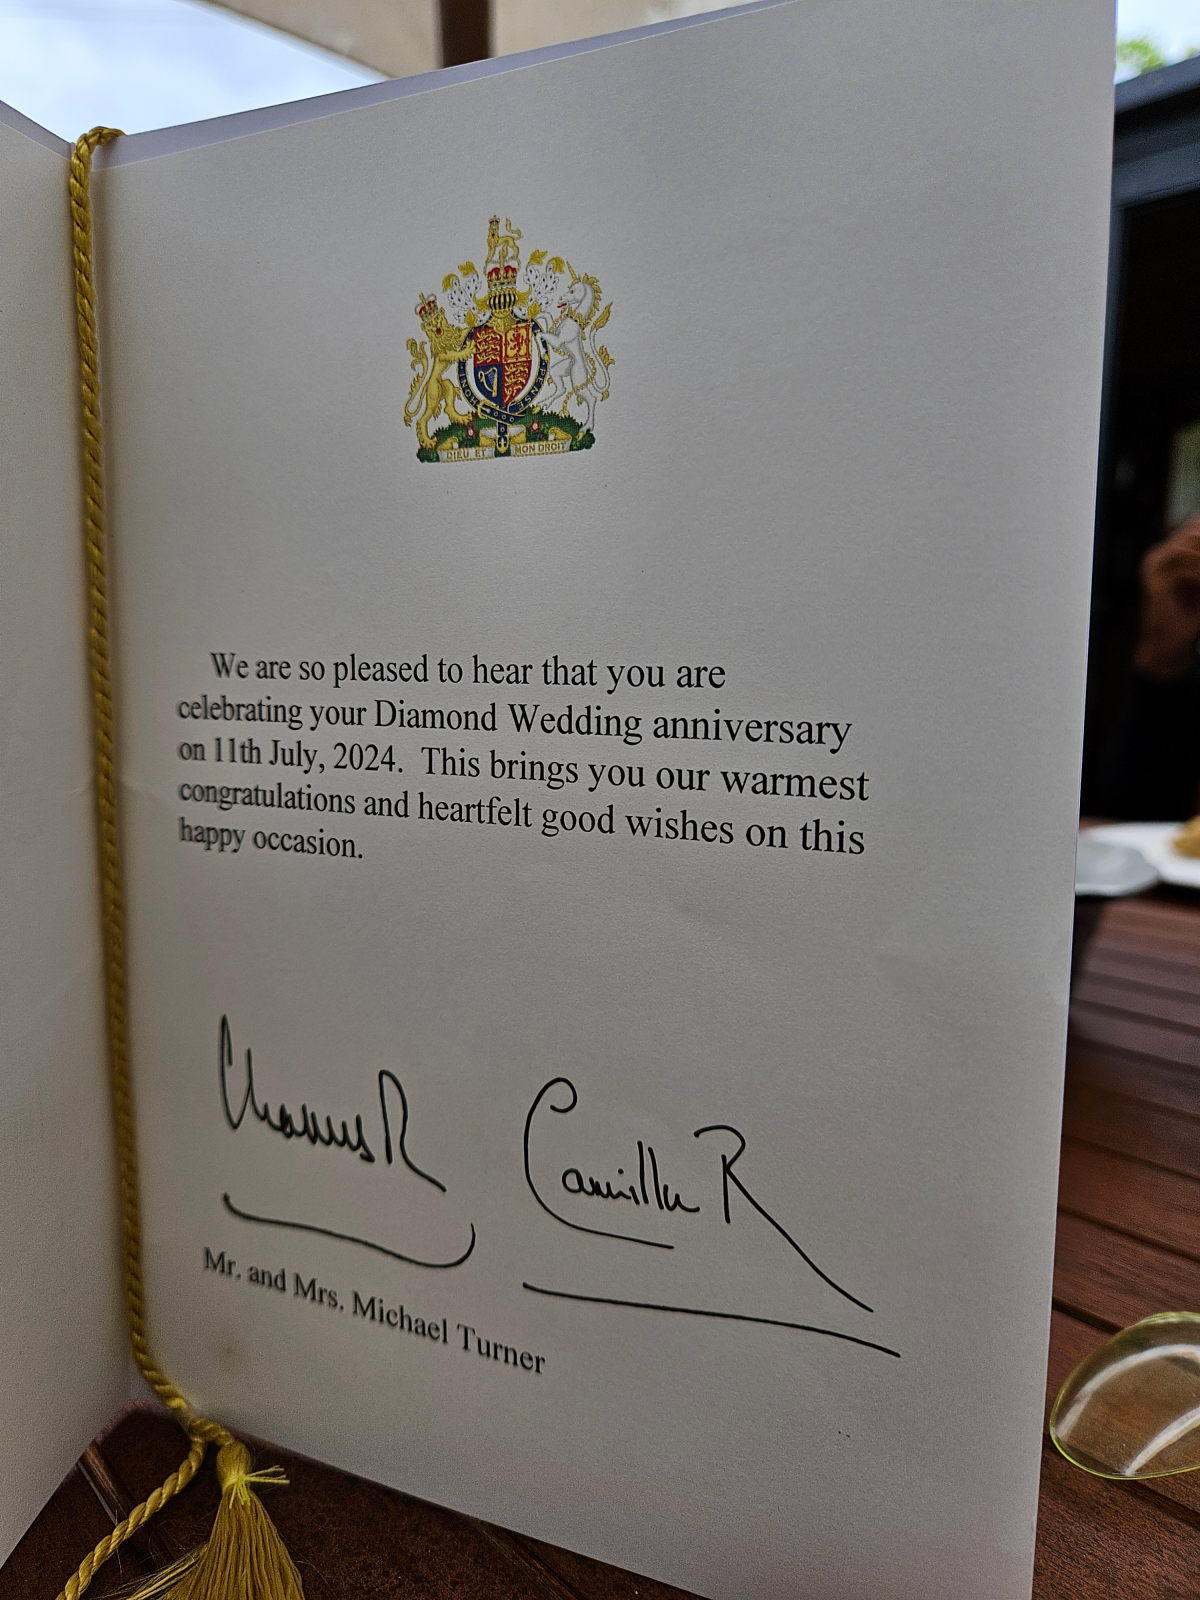 HONI
PENSE
DIEU ET MON DROIT
We are so pleased to hear that you are
celebrating your Diamond Wedding anniversary
on 11th July, 2024. This brings you our warmest
congratulations and heartfelt good wishes on this
happy occasion.
Charles R Camilla R
Mr. and Mrs. Michael Turner